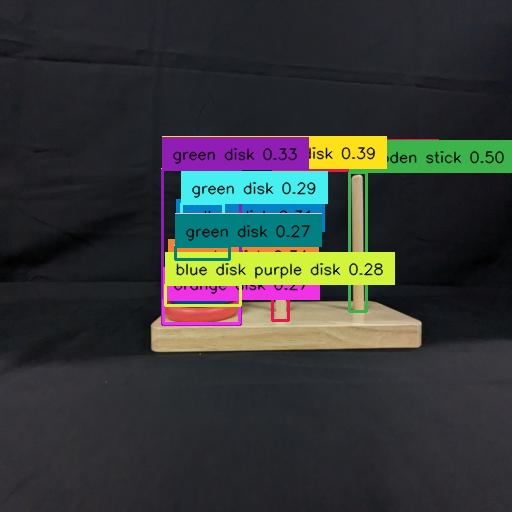 green disk 0.33
disk 0.39
oden stick 0.50
green disk 0.29
green disk 0.27
blue disk purple disk 0.28
orange disk 0.27